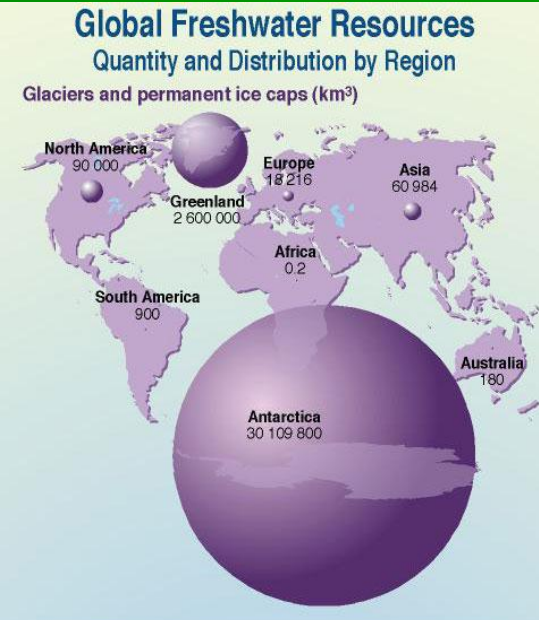 Global Freshwater Resources
Quantity and Distribution by Region
Glaciers and permanent ice caps (km³)
North America
90 000
Greenland
2 600 000
Europe
18 216
Asia
60 984
Africa
0.2
South America
900
Australia
180
Antarctica
30 109 800